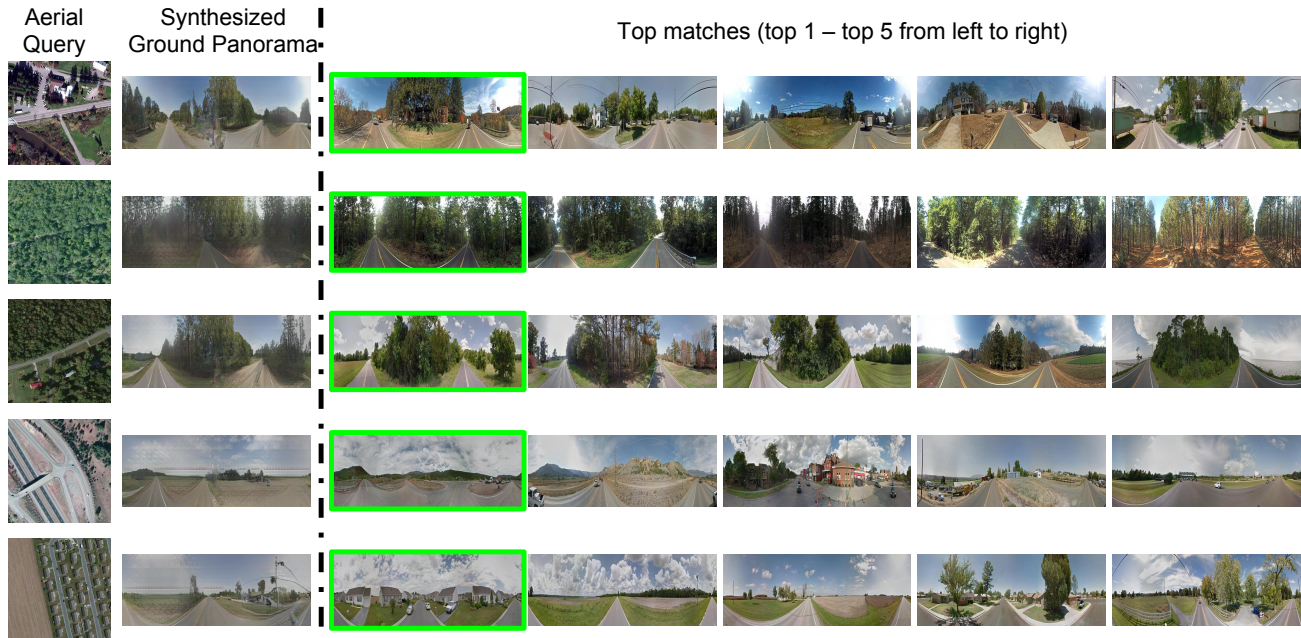 Aerial
Query
Synthesized
Ground Panorama
Top matches (top 1 – top 5 from left to right)